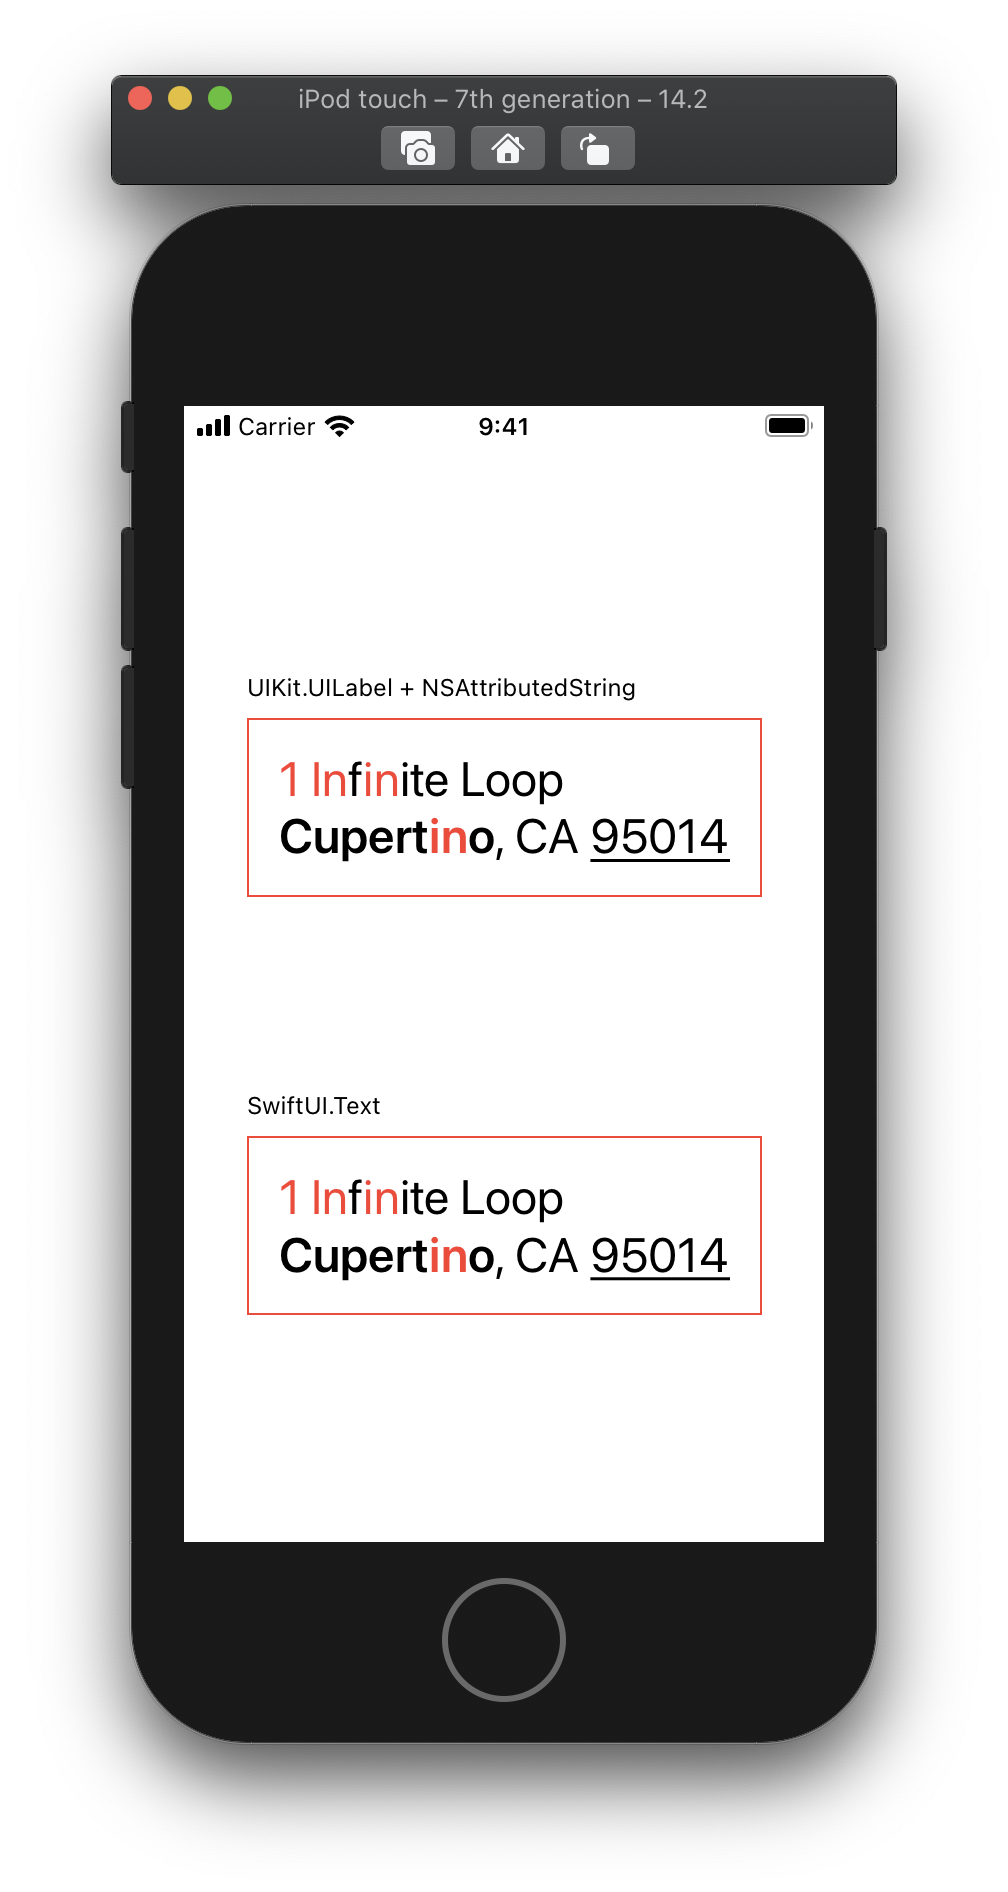 iPod touch – 7th generation – 14.2
Carrier 9:41
UIKit.UILabel + NSAttributedString
1 Infinite Loop
Cupertino, CA 95014
SwiftUI.Text
1 Infinite Loop
Cupertino, CA 95014